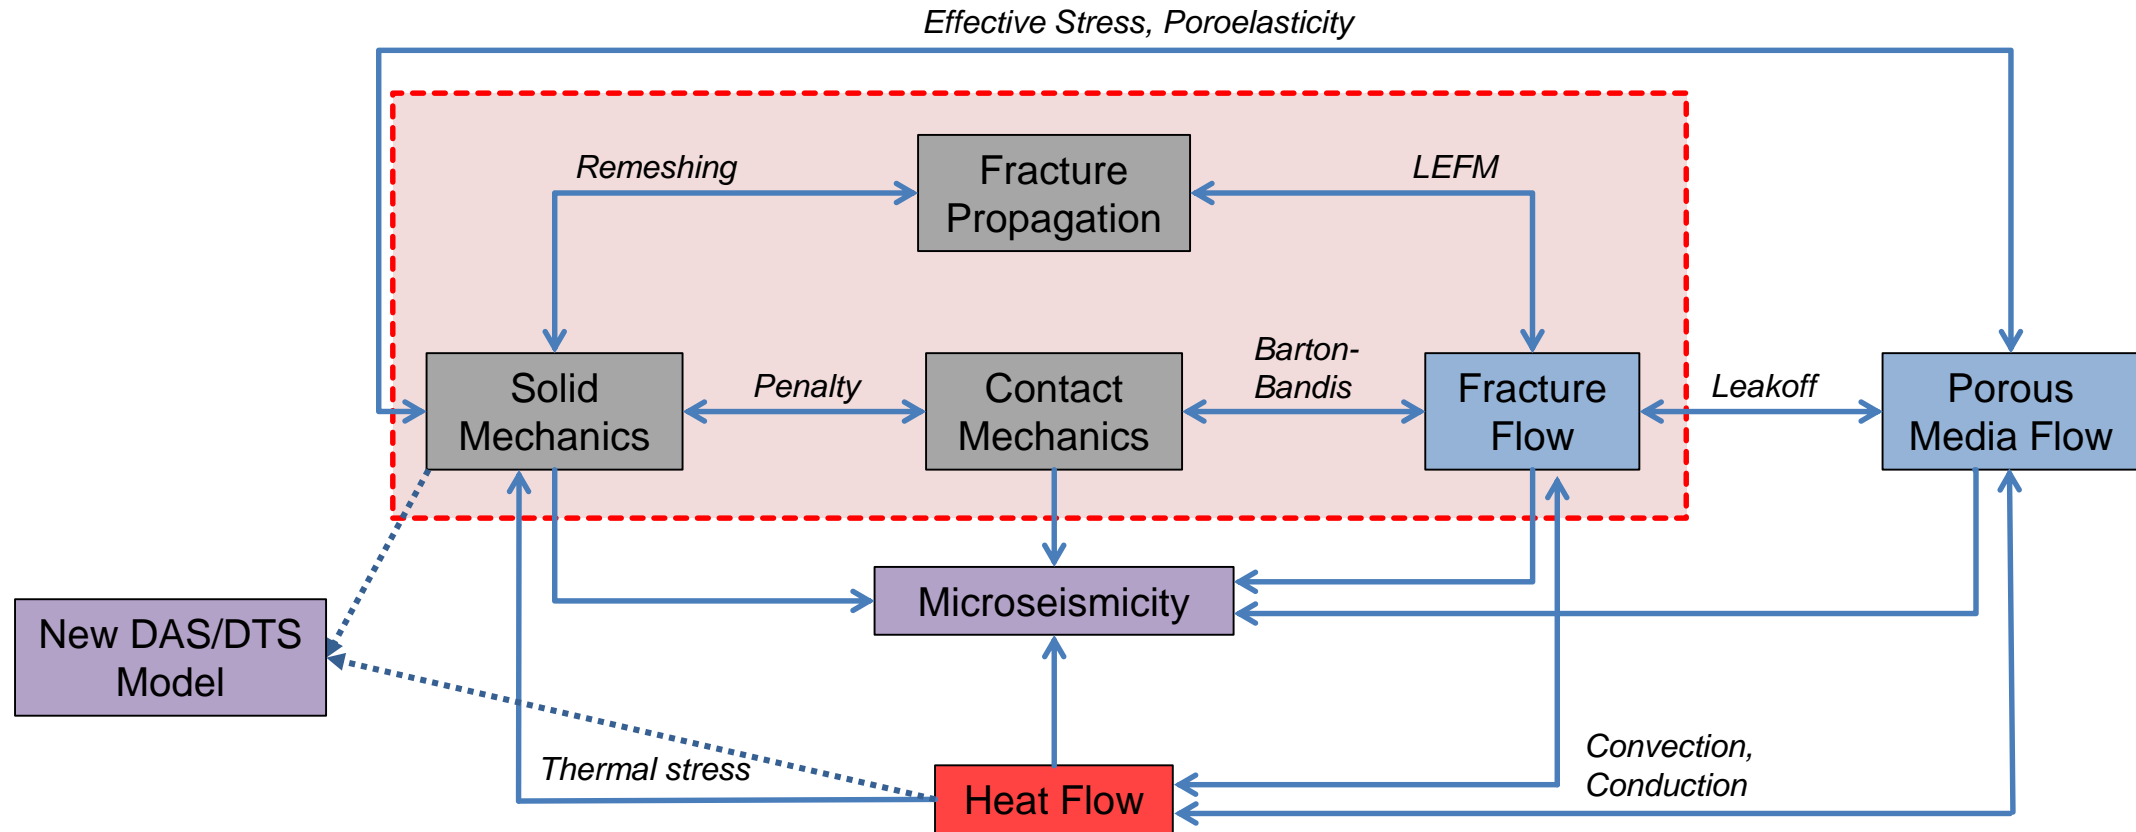 Effective Stress, Poroelasticity
Remeshing
Fracture
Propagation
LEFM
Solid
Mechanics
Penalty
Contact
Mechanics
Barton-
Bandis
Fracture
Flow
Leakoff
Porous
Media Flow
Microseismicity
New DAS/DTS
Model
Thermal stress
Heat Flow
Convection,
Conduction